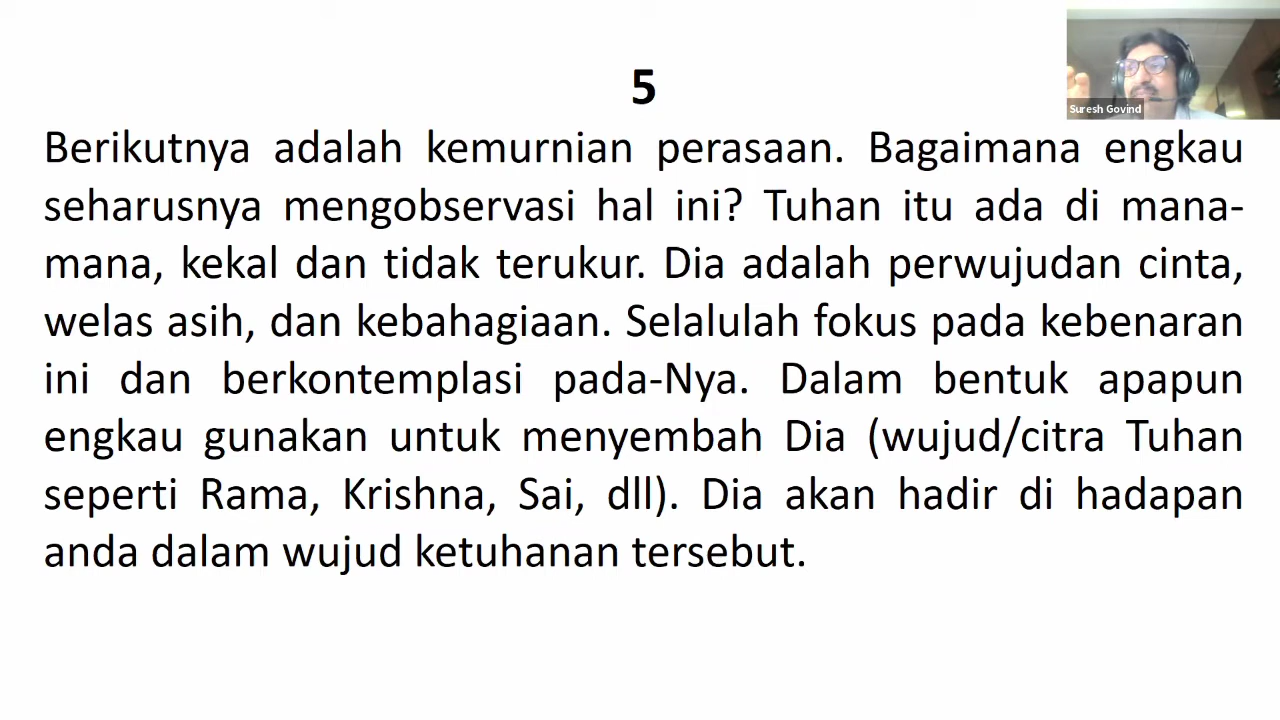 Suresh Govind
5
Berikutnya adalah kemurnian perasaan. Bagaimana engkau
seharusnya mengobservasi hal ini? Tuhan itu ada di mana-
mana, kekal dan tidak terukur. Dia adalah perwujudan cinta,
welas asih, dan kebahagiaan. Selalulah fokus pada kebenaran
ini dan berkontemplasi pada-Nya. Dalam bentuk apapun
engkau gunakan untuk menyembah Dia (wujud/citra Tuhan
seperti Rama, Krishna, Sai, dll). Dia akan hadir di hadapan
anda dalam wujud ketuhanan tersebut.